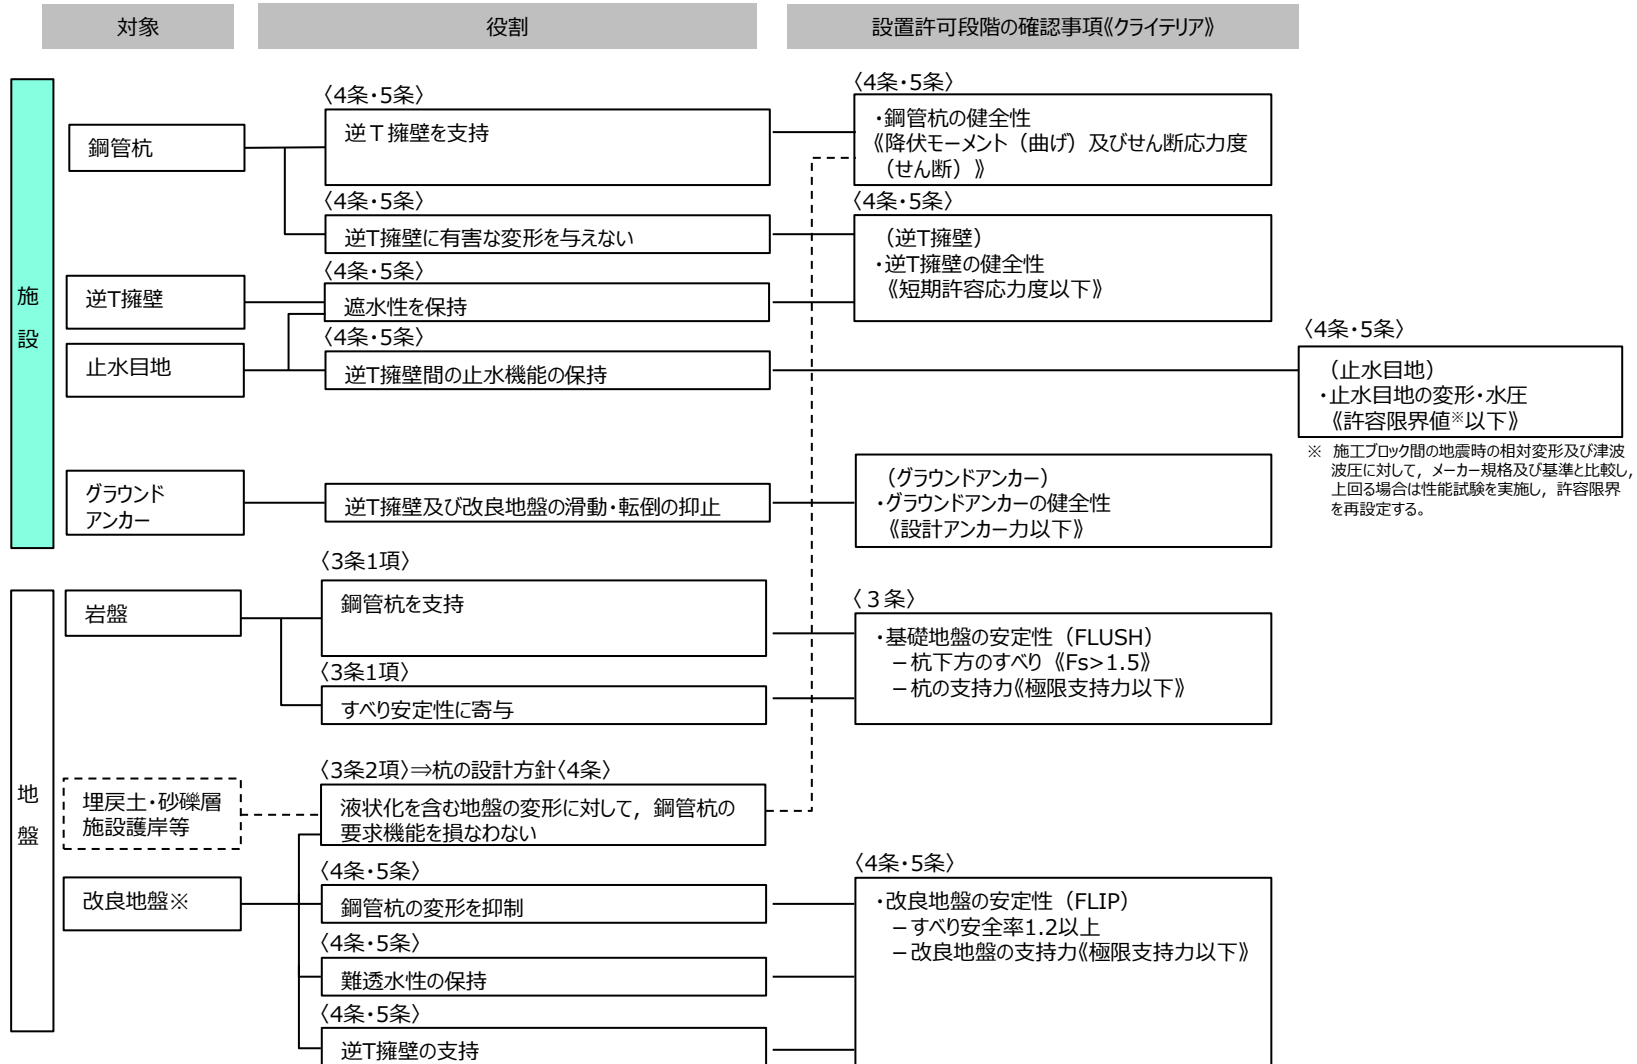 対象
役割
設置許可段階の確認事項《クライテリア》
施
設
鋼管杭
〈4条・5条〉
逆Ｔ擁壁を支持
〈4条・5条〉
・鋼管杭の健全性
《降伏モーメント（曲げ）及びせん断応力度
（せん断）》
〈4条・5条〉
逆T擁壁に有害な変形を与えない
〈4条・5条〉
（逆T擁壁）
・逆T擁壁の健全性
《短期許容応力度以下》
逆T擁壁
〈4条・5条〉
遮水性を保持
止水目地
〈4条・5条〉
逆T擁壁間の止水機能の保持
〈4条・5条〉
（止水目地）
・止水目地の変形・水圧
《許容限界値※以下》
※ 施工ブロック間の地震時の相対変形及び津波
波圧に対して，メーカー規格及び基準と比較し，
上回る場合は性能試験を実施し，許容限界
を再設定する。
グラウンド
アンカー
逆T擁壁及び改良地盤の滑動・転倒の抑止
（グラウンドアンカー）
・グラウンドアンカーの健全性
《設計アンカー力以下》
地
盤
岩盤
〈3条1項〉
鋼管杭を支持
〈3条1項〉
すべり安定性に寄与
〈３条〉
・基礎地盤の安定性（FLUSH）
－杭下方のすべり《Fs>1.5》
－杭の支持力《極限支持力以下》
埋戻土・砂礫層
施設護岸等
〈3条2項〉⇒杭の設計方針〈4条〉
液状化を含む地盤の変形に対して，鋼管杭の
要求機能を損なわない
改良地盤※
〈4条・5条〉
鋼管杭の変形を抑制
〈4条・5条〉
難透水性の保持
〈4条・5条〉
逆T擁壁の支持
〈4条・5条〉
・改良地盤の安定性（FLIP）
－すべり安全率1.2以上
－改良地盤の支持力《極限支持力以下》